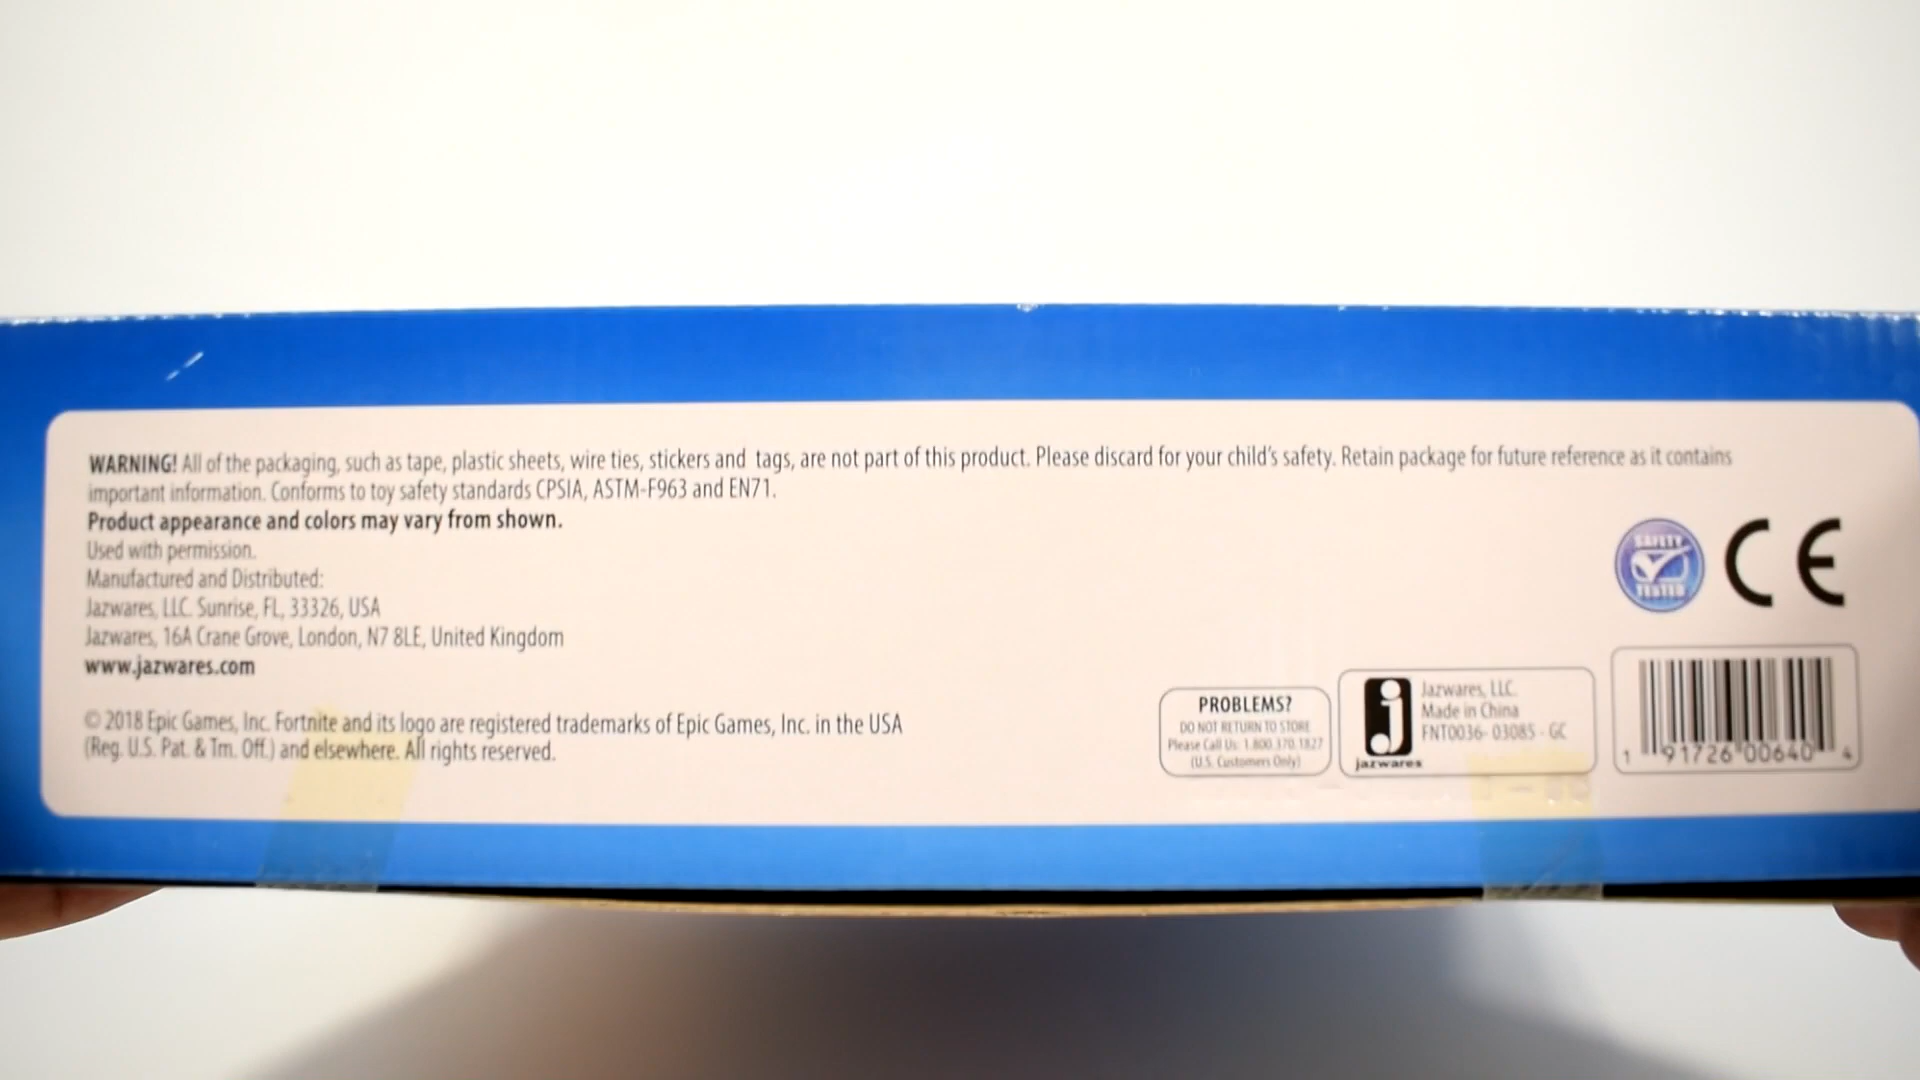 WARNING! All of the packaging, such as tape, plastic sheets, wire ties, stickers and tags, are not part of this product. Please discard for your child's safety. Retain package for future reference as it contains
important information. Conforms to toy safety standards CPSIA, ASTM-F963 and EN71.
Product appearance and colors may vary from shown.
Used with permission.
Manufactured and Distributed:
Jazwares, LLC. Sunrise, FL, 33326, USA
Jazwares, 16A Crane Grove, London, N7 8LE, United Kingdom
www.jazwares.com
© 2018 Epic Games, Inc. Fortnite and its logo are registered trademarks of Epic Games, Inc. in the USA
(Reg. U.S. Pat. & Tm. Off.) and elsewhere. All rights reserved.
SAFETY
TESTED
CE
PROBLEMS?
DO NOT RETURN TO STORE
Please Call Us: 1.800.370.1827
(U.S. Customers Only)
j
jazwares
Jazwares, LLC.
Made in China
FNT0036- 03085 - GC
1 91726 00640 4